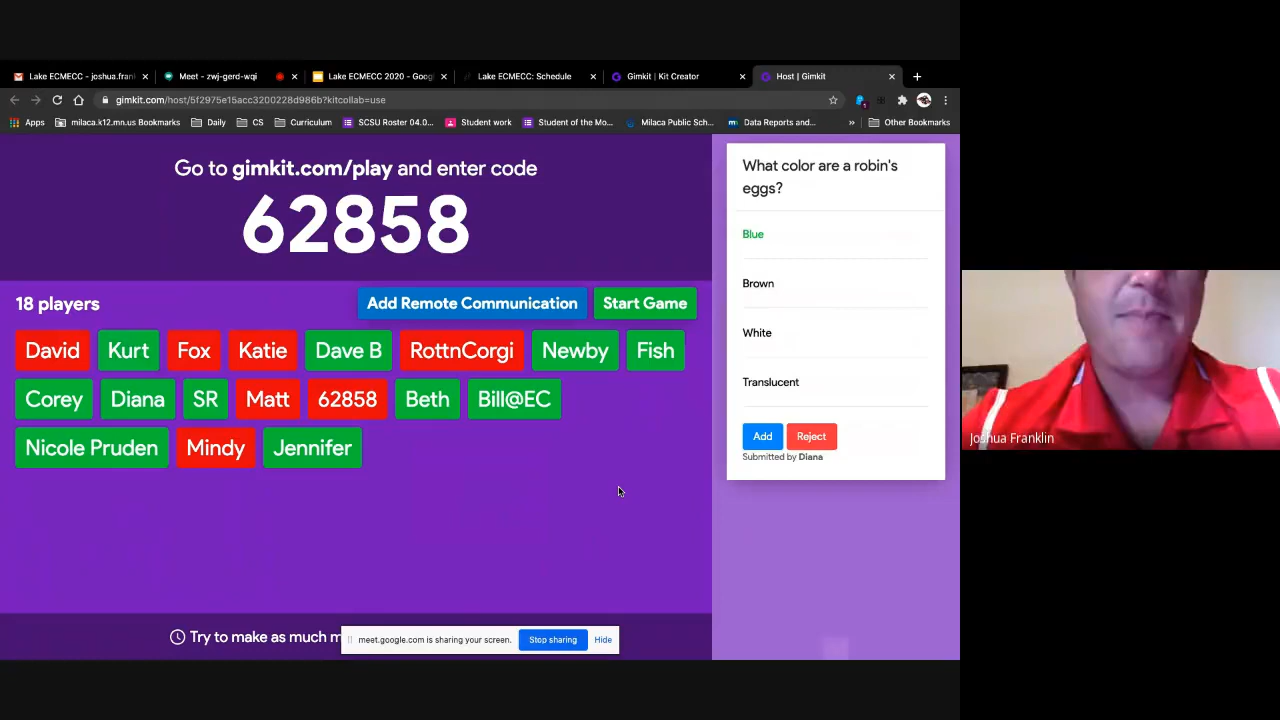 Lake ECMECC - joshua.fran
Meet - zwj-gerd-wqi
Lake ECMECC 2020 - Goog
Lake ECMECC: Schedule
Gimkit | Kit Creator
Host | Gimkit
gimkit.com/host/5f2975e15acc3200228d986b?kitcollab=use
Apps
milaca.k12.mn.us Bookmarks
Daily
CS
Curriculum
SCSU Roster 04.0...
Student work
Student of the Mo...
Milaca Public Sch...
Data Reports and...
Other Bookmarks
Go to gimkit.com/play and enter code
62858
18 players
Add Remote Communication
Start Game
David Kurt Fox Katie Dave B RottnCorgi Newby Fish
Corey Diana SR Matt 62858 Beth Bill@EC
Nicole Pruden Mindy Jennifer
Try to make as much m
meet.google.com is sharing your screen.
Stop sharing
Hide
What color are a robin's
eggs?
Blue
Brown
White
Translucent
Add
Reject
Submitted by Diana
Joshua Franklin